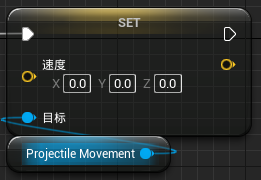 SET
速度
X 0.0 Y 0.0 Z 0.0
目标
Projectile Movement